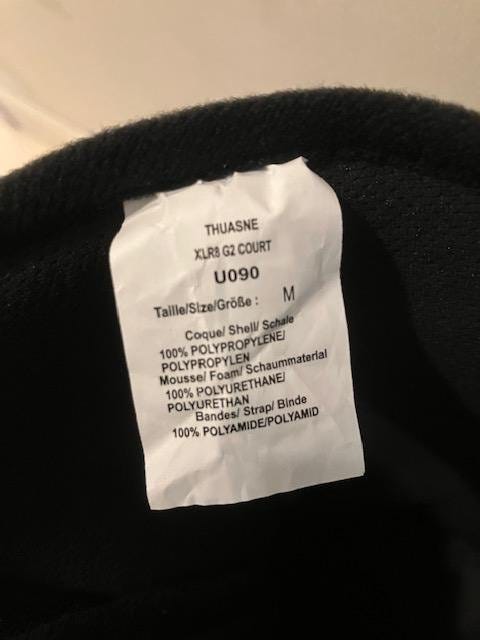 THUASNE
XLR8 G2 COURT
U090
Taille/Size/Größe : M
Coque/ Shell/ Schale
100% POLYPROPYLENE/
POLYPROPYLEN
Mousse/ Foam/ Schaummaterial
100% POLYURETHANE/
POLYURETHAN
Bandes/ Strap/ Binde
100% POLYAMIDE/POLYAMID